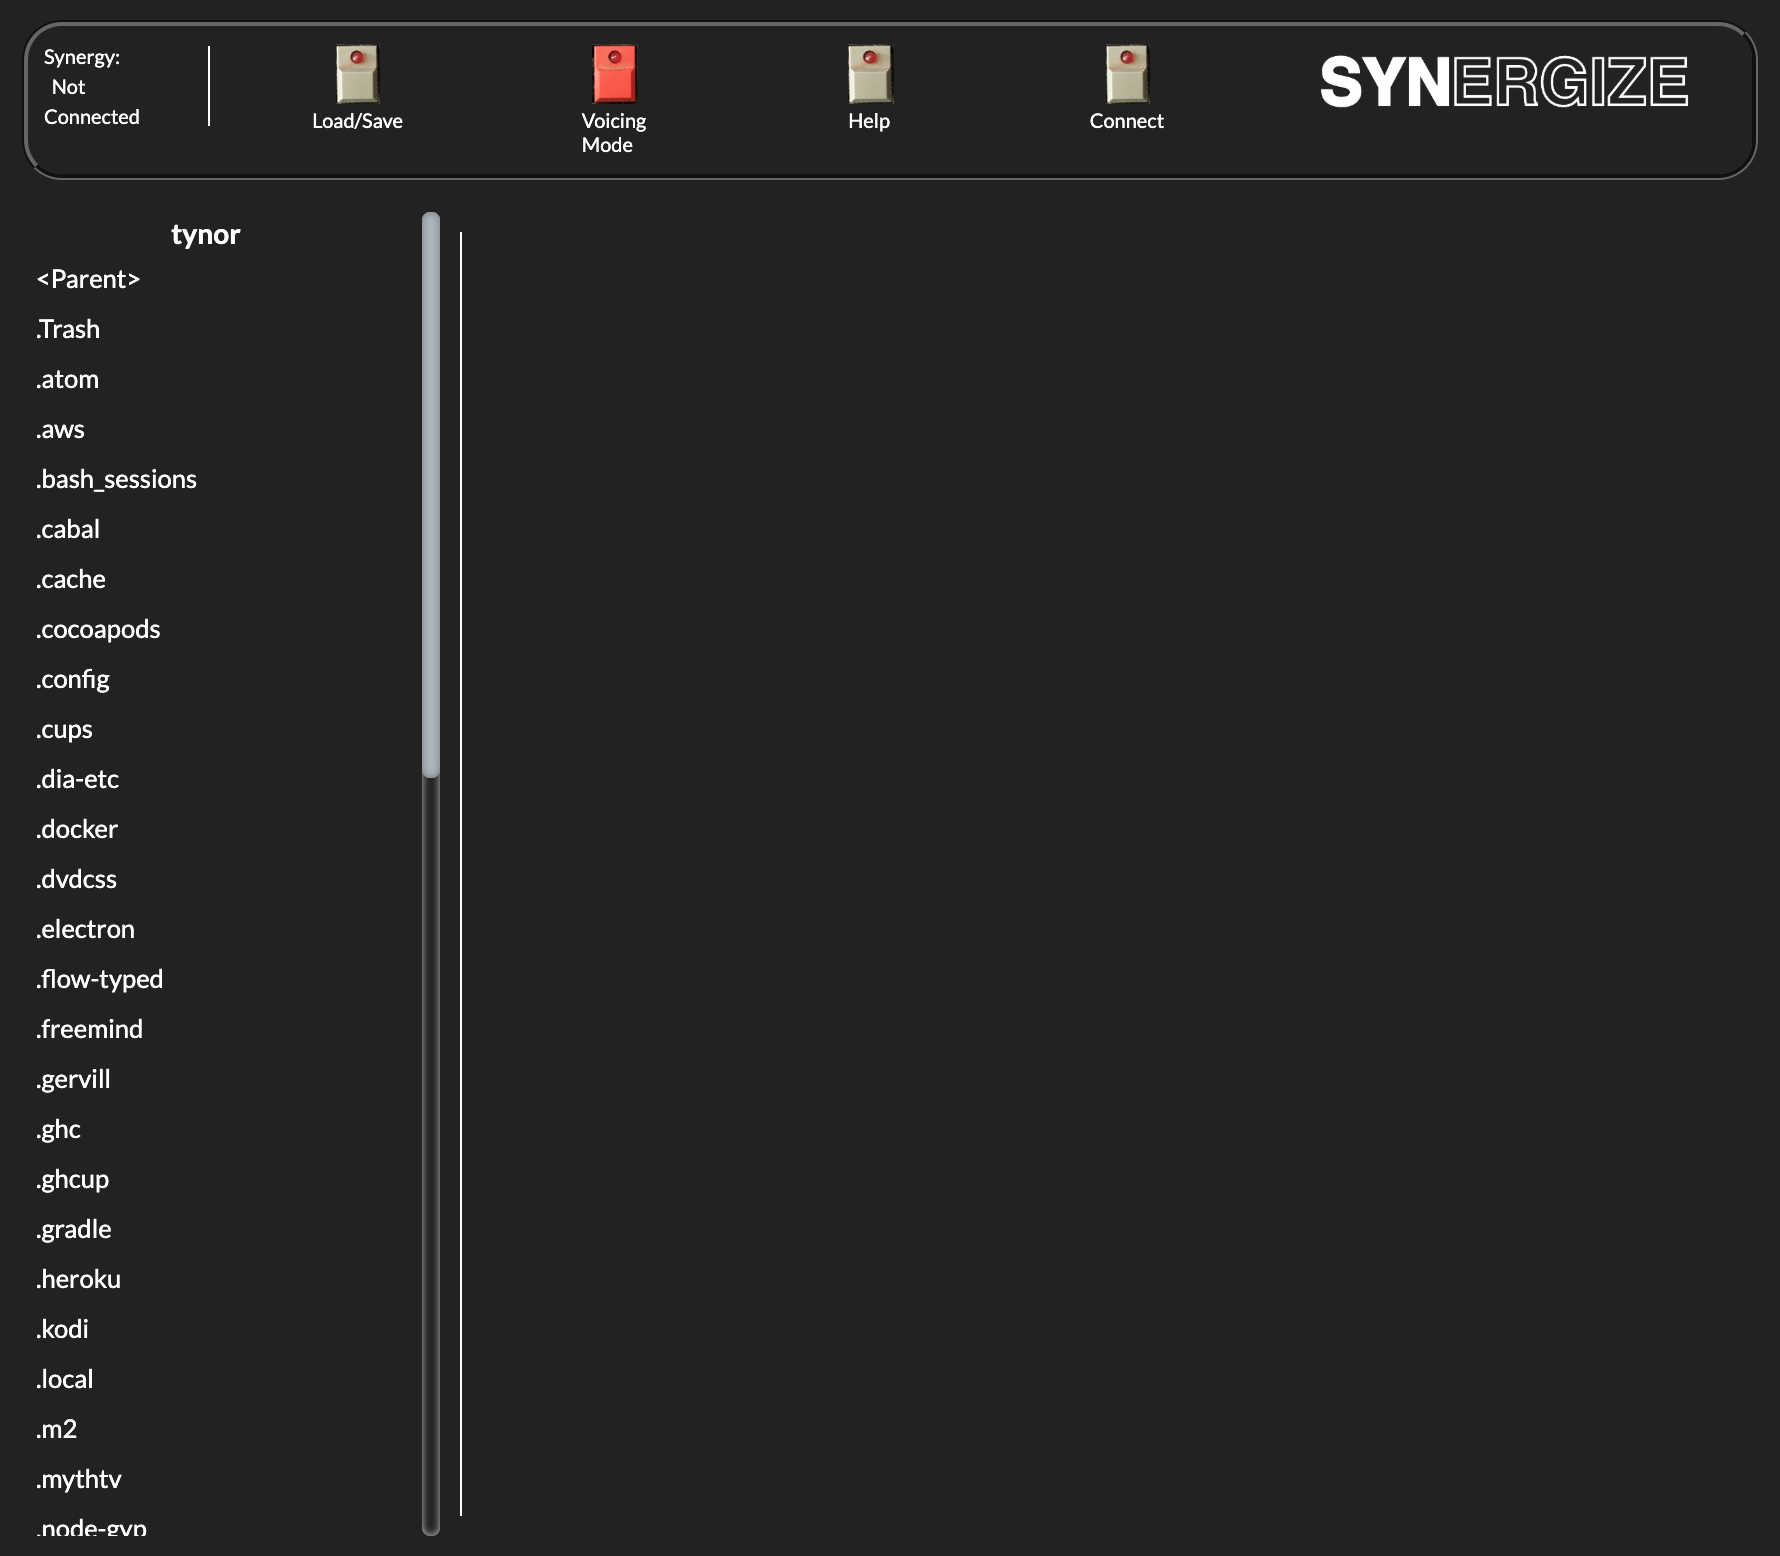 Synergy:
Not
Connected
Load/Save
Voicing
Mode
Help
Connect
SYNERGIZE
tynor
<Parent>
.Trash
.atom
.aws
.bash_sessions
.cabal
.cache
.cocoapods
.config
.cups
.dia-etc
.docker
.dvdcss
.electron
.flow-typed
.freemind
.gervill
.ghc
.ghcup
.gradle
.heroku
.kodi
.local
.m2
.mythtv
.node-gyp